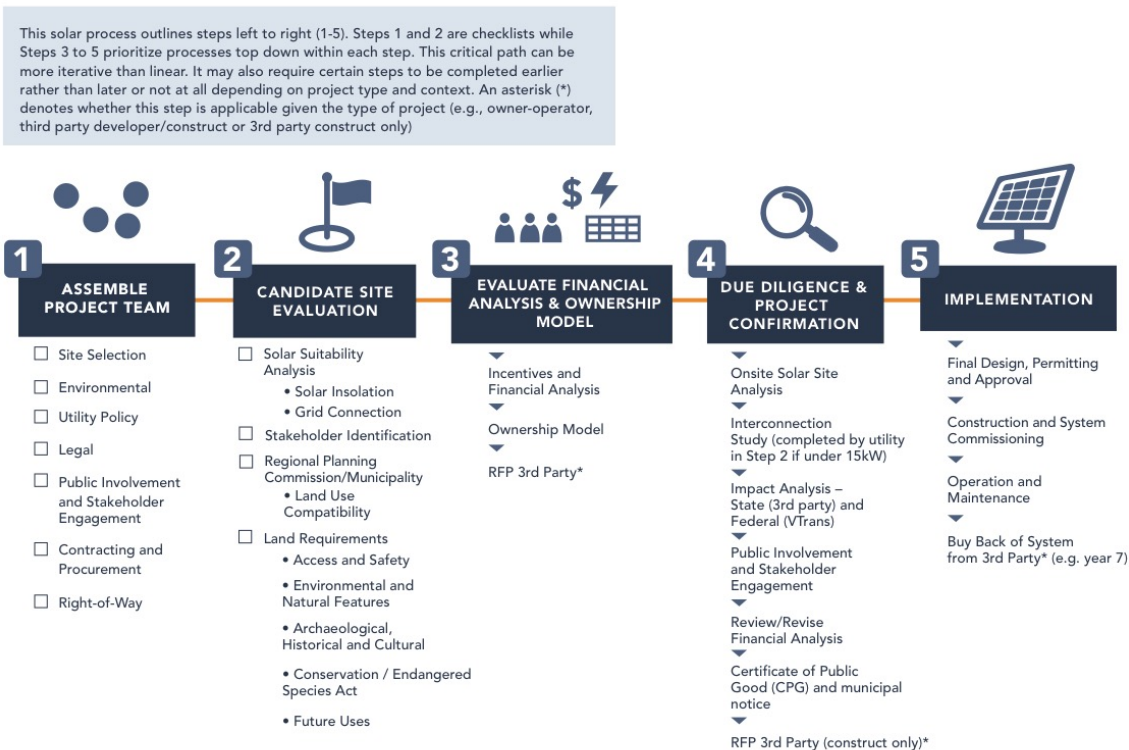 This solar process outlines steps left to right (1-5). Steps 1 and 2 are checklists while
Steps 3 to 5 prioritize processes top down within each step. This critical path can be
more iterative than linear. It may also require certain steps to be completed earlier
rather than later or not at all depending on project type and context. An asterisk (*)
denotes whether this step is applicable given the type of project (e.g., owner-operator,
third party developer/construct or 3rd party construct only)
1
ASSEMBLE
PROJECT TEAM
Site Selection
Environmental
Utility Policy
Legal
Public Involvement
and Stakeholder
Engagement
Contracting and
Procurement
Right-of-Way
2
CANDIDATE SITE
EVALUATION
Solar Suitability
Analysis
• Solar Insolation
• Grid Connection
Stakeholder Identification
Regional Planning
Commission/Municipality
• Land Use
Compatibility
Land Requirements
• Access and Safety
• Environmental and
Natural Features
• Archaeological,
Historical and Cultural
• Conservation / Endangered
Species Act
• Future Uses
$
3
EVALUATE FINANCIAL
ANALYSIS & OWNERSHIP
MODEL
Incentives and
Financial Analysis
Ownership Model
RFP 3rd Party*
4
DUE DILIGENCE &
PROJECT
CONFIRMATION
Onsite Solar Site
Analysis
Interconnection
Study (completed by utility
in Step 2 if under 15kW)
Impact Analysis –
State (3rd party) and
Federal (VTrans)
Public Involvement
and Stakeholder
Engagement
Review/Revise
Financial Analysis
Certificate of Public
Good (CPG) and municipal
notice
RFP 3rd Party (construct only)*
5
IMPLEMENTATION
Final Design, Permitting
and Approval
Construction and System
Commissioning
Operation and
Maintenance
Buy Back of System
from 3rd Party* (e.g. year 7)